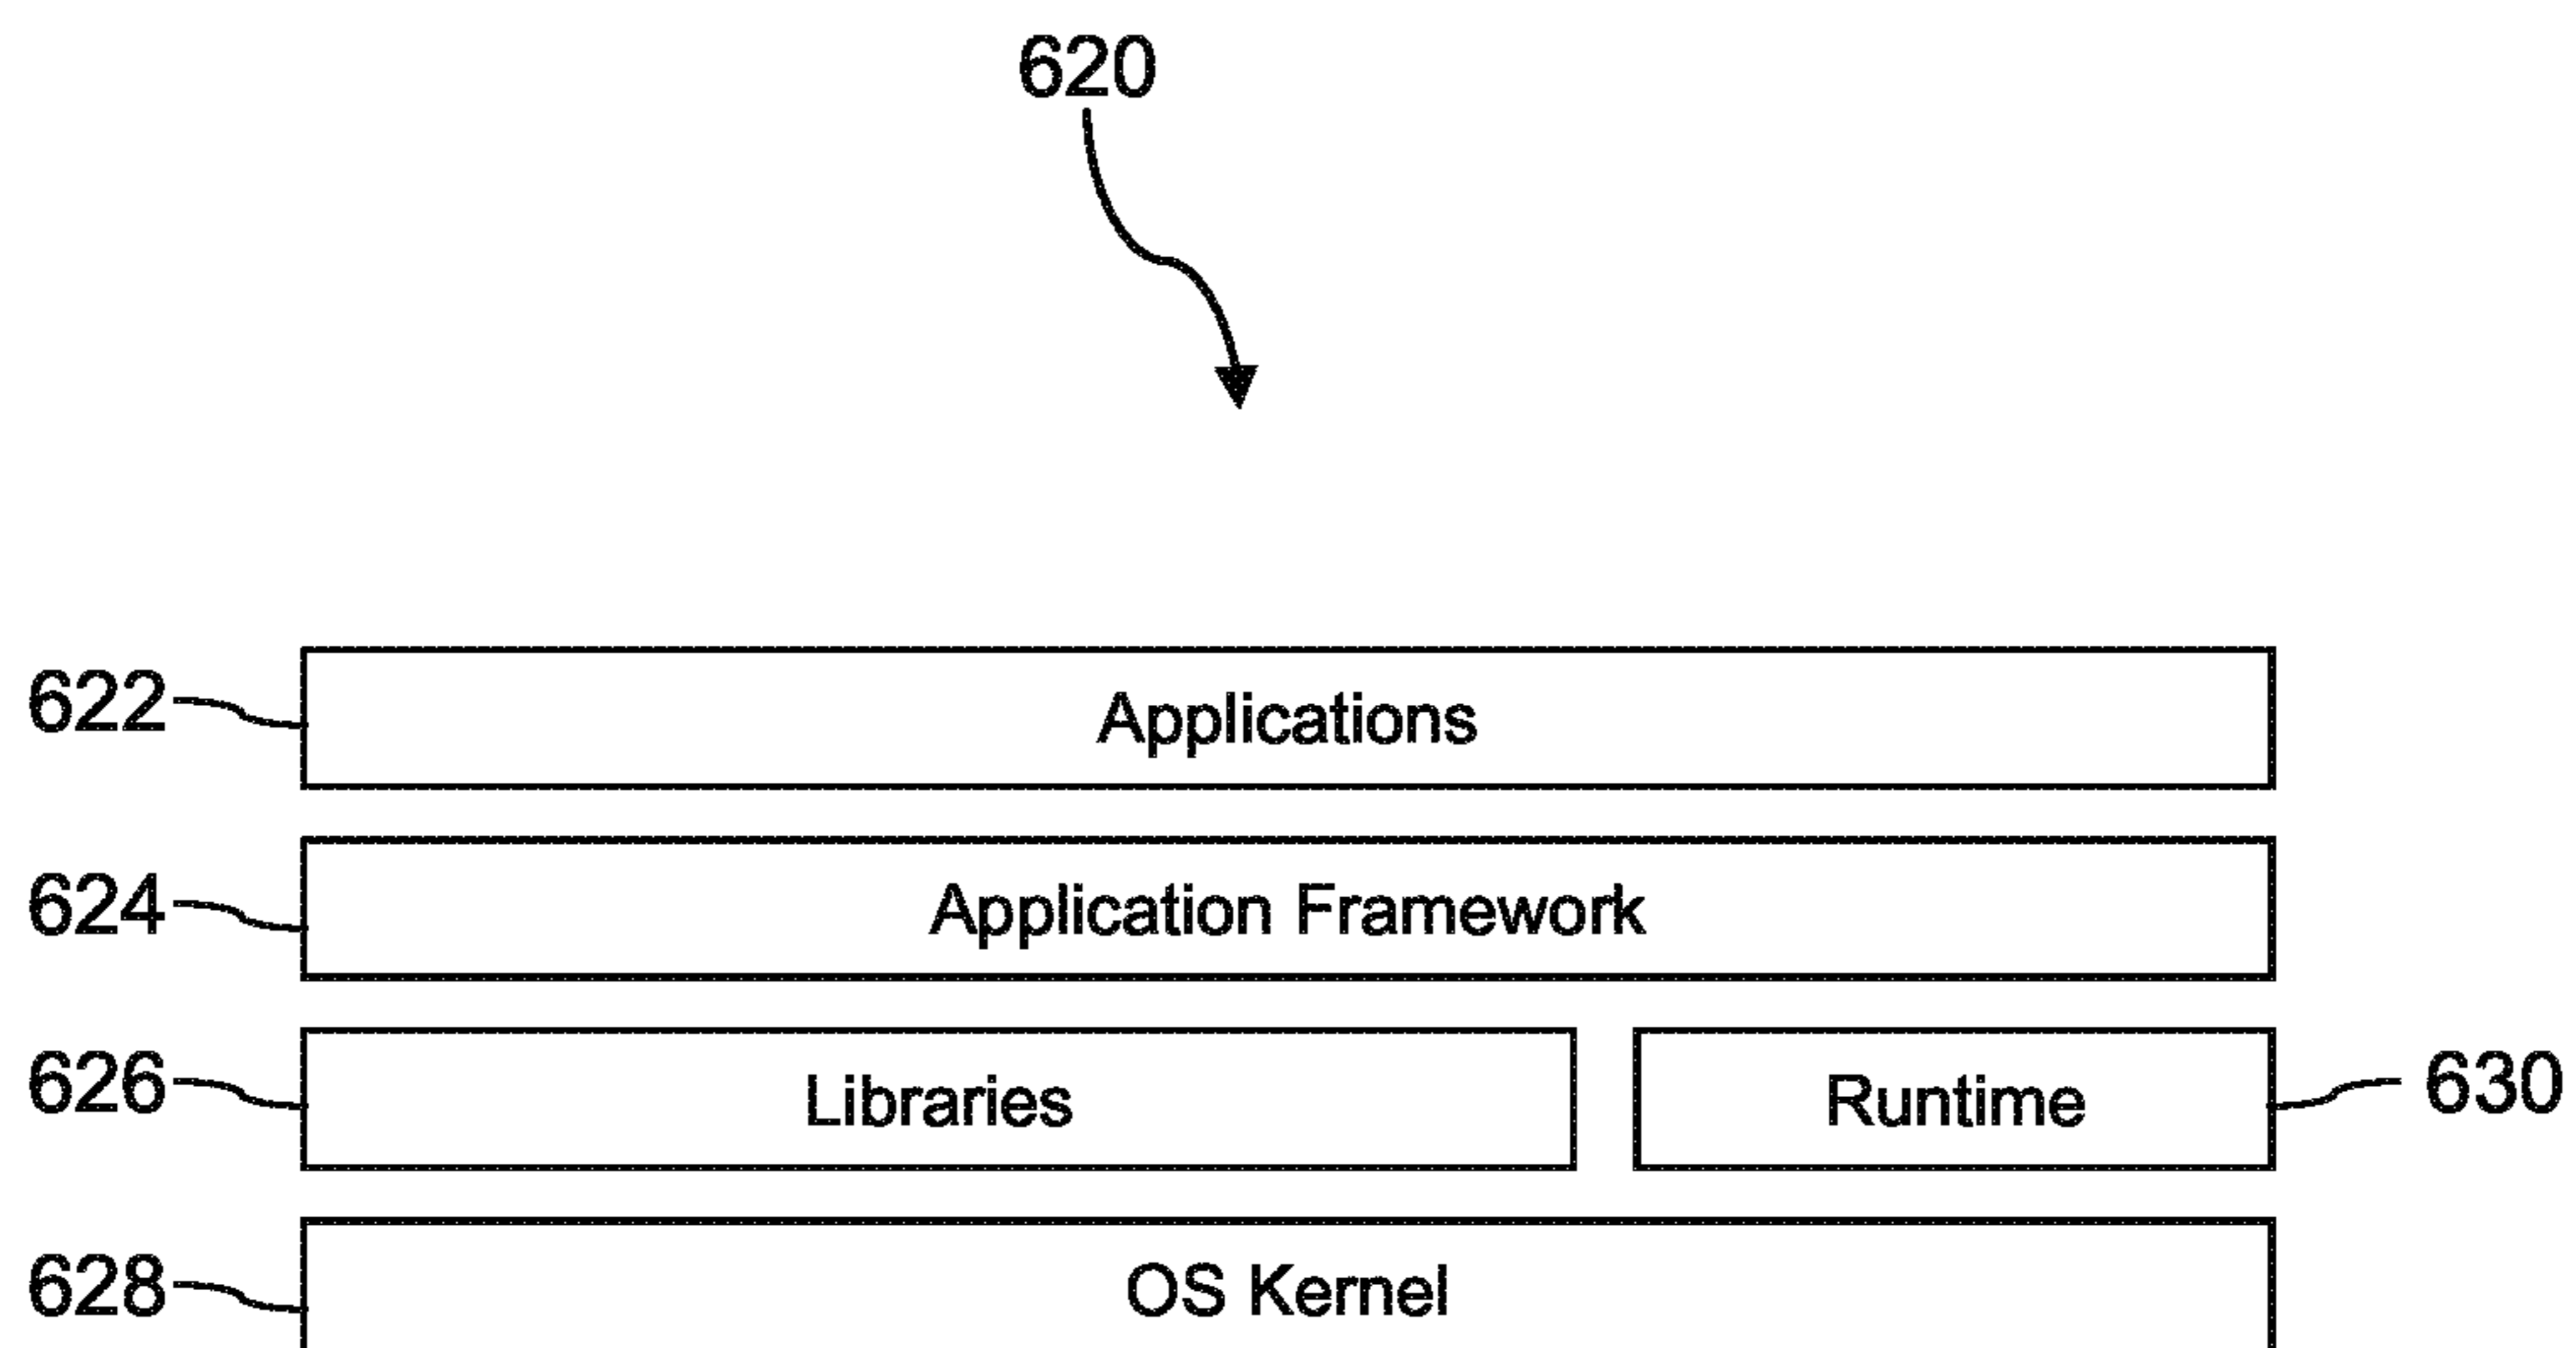 620
622 Applications
624 Application Framework
626 Libraries Runtime 630
628 OS Kernel